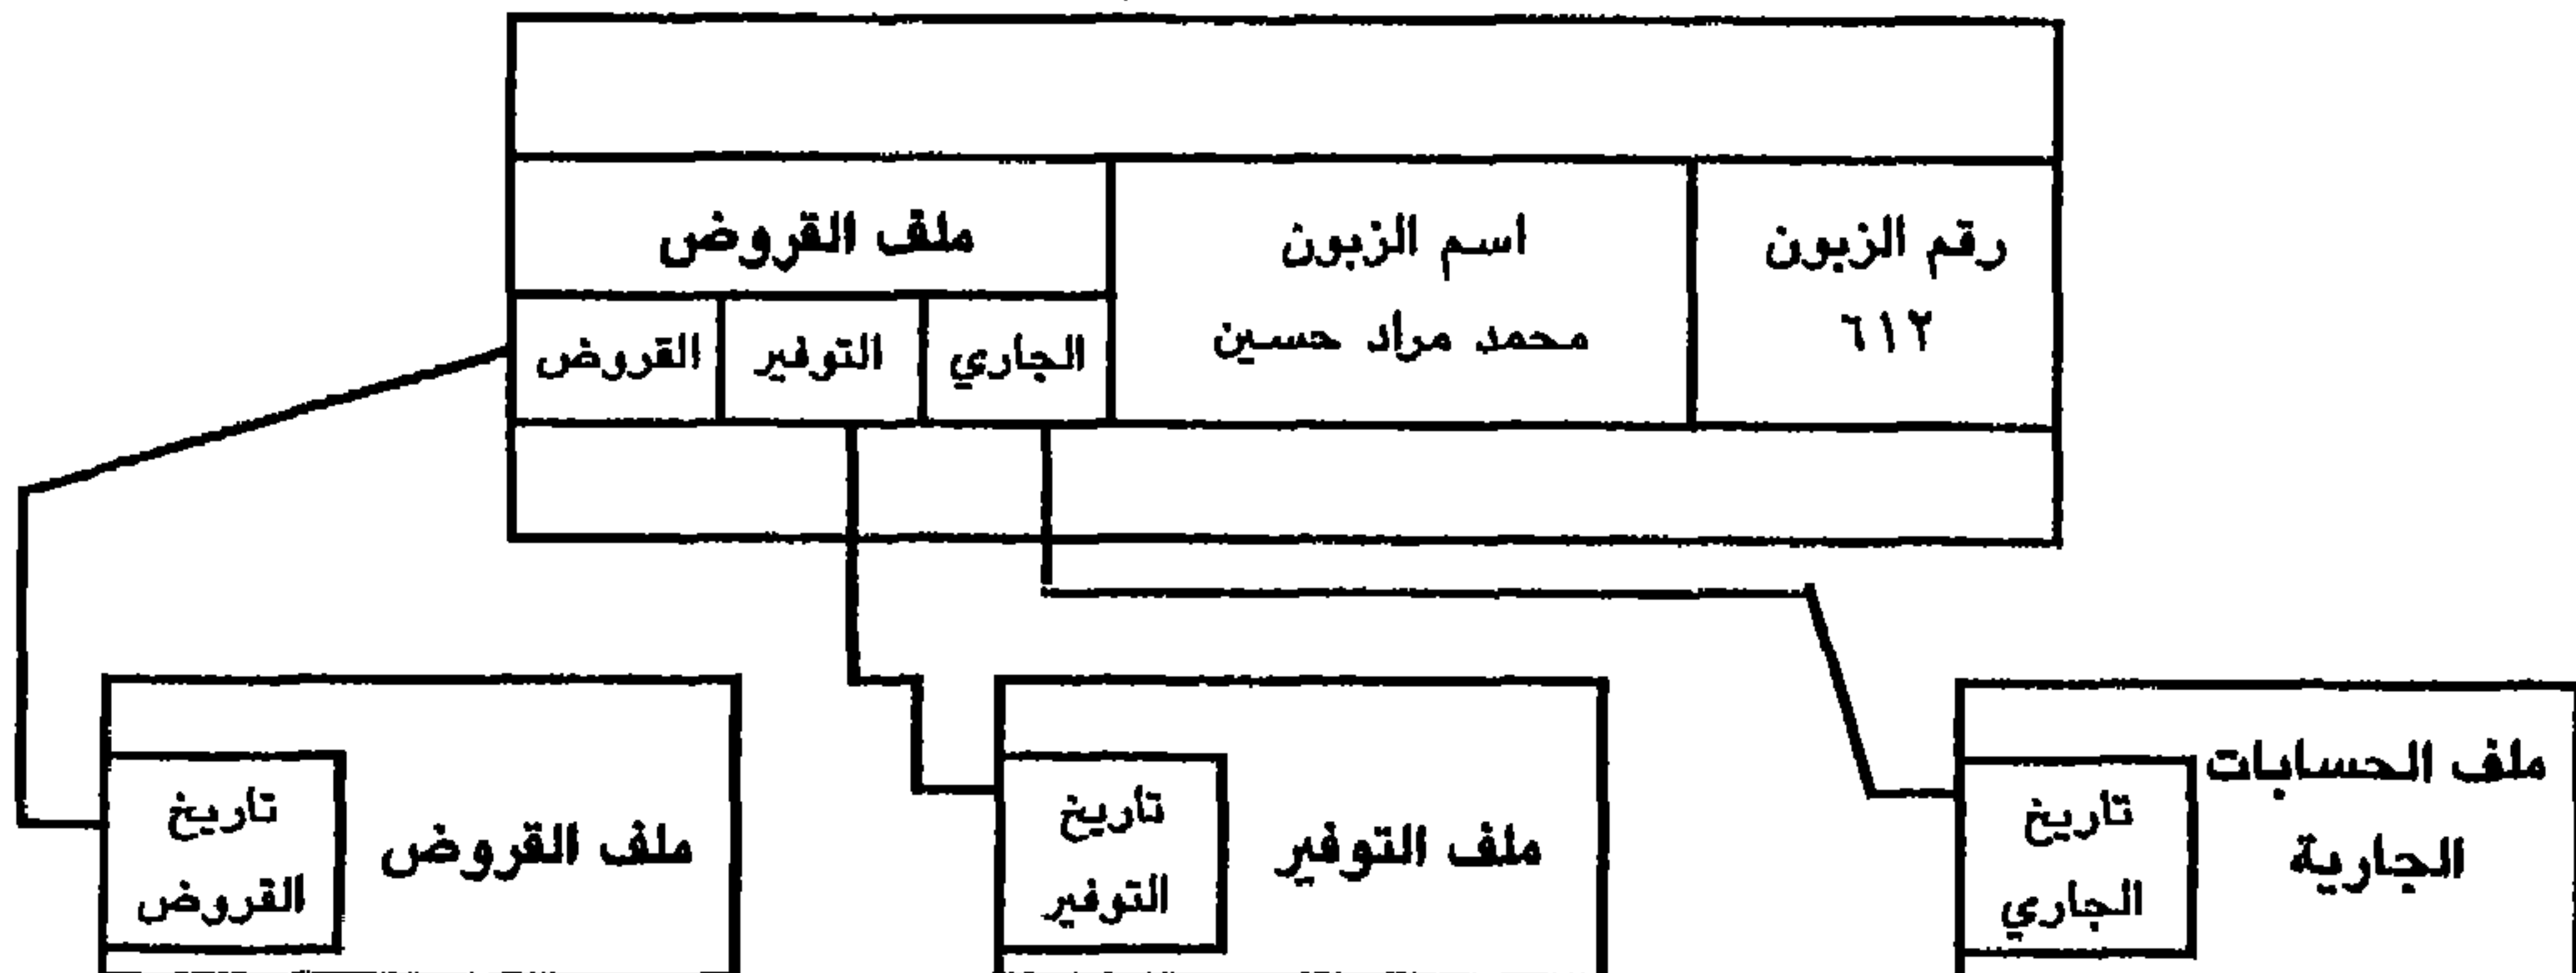 رقم الزبون
٦١٢
اسم الزبون
محمد مراد حسين
ملف القروض
الجاري
التوفير
القروض
ملف الحسابات
الجارية
تاريخ
الجاري
ملف التوفير
تاريخ
التوفير
ملف القروض
تاريخ
القروض